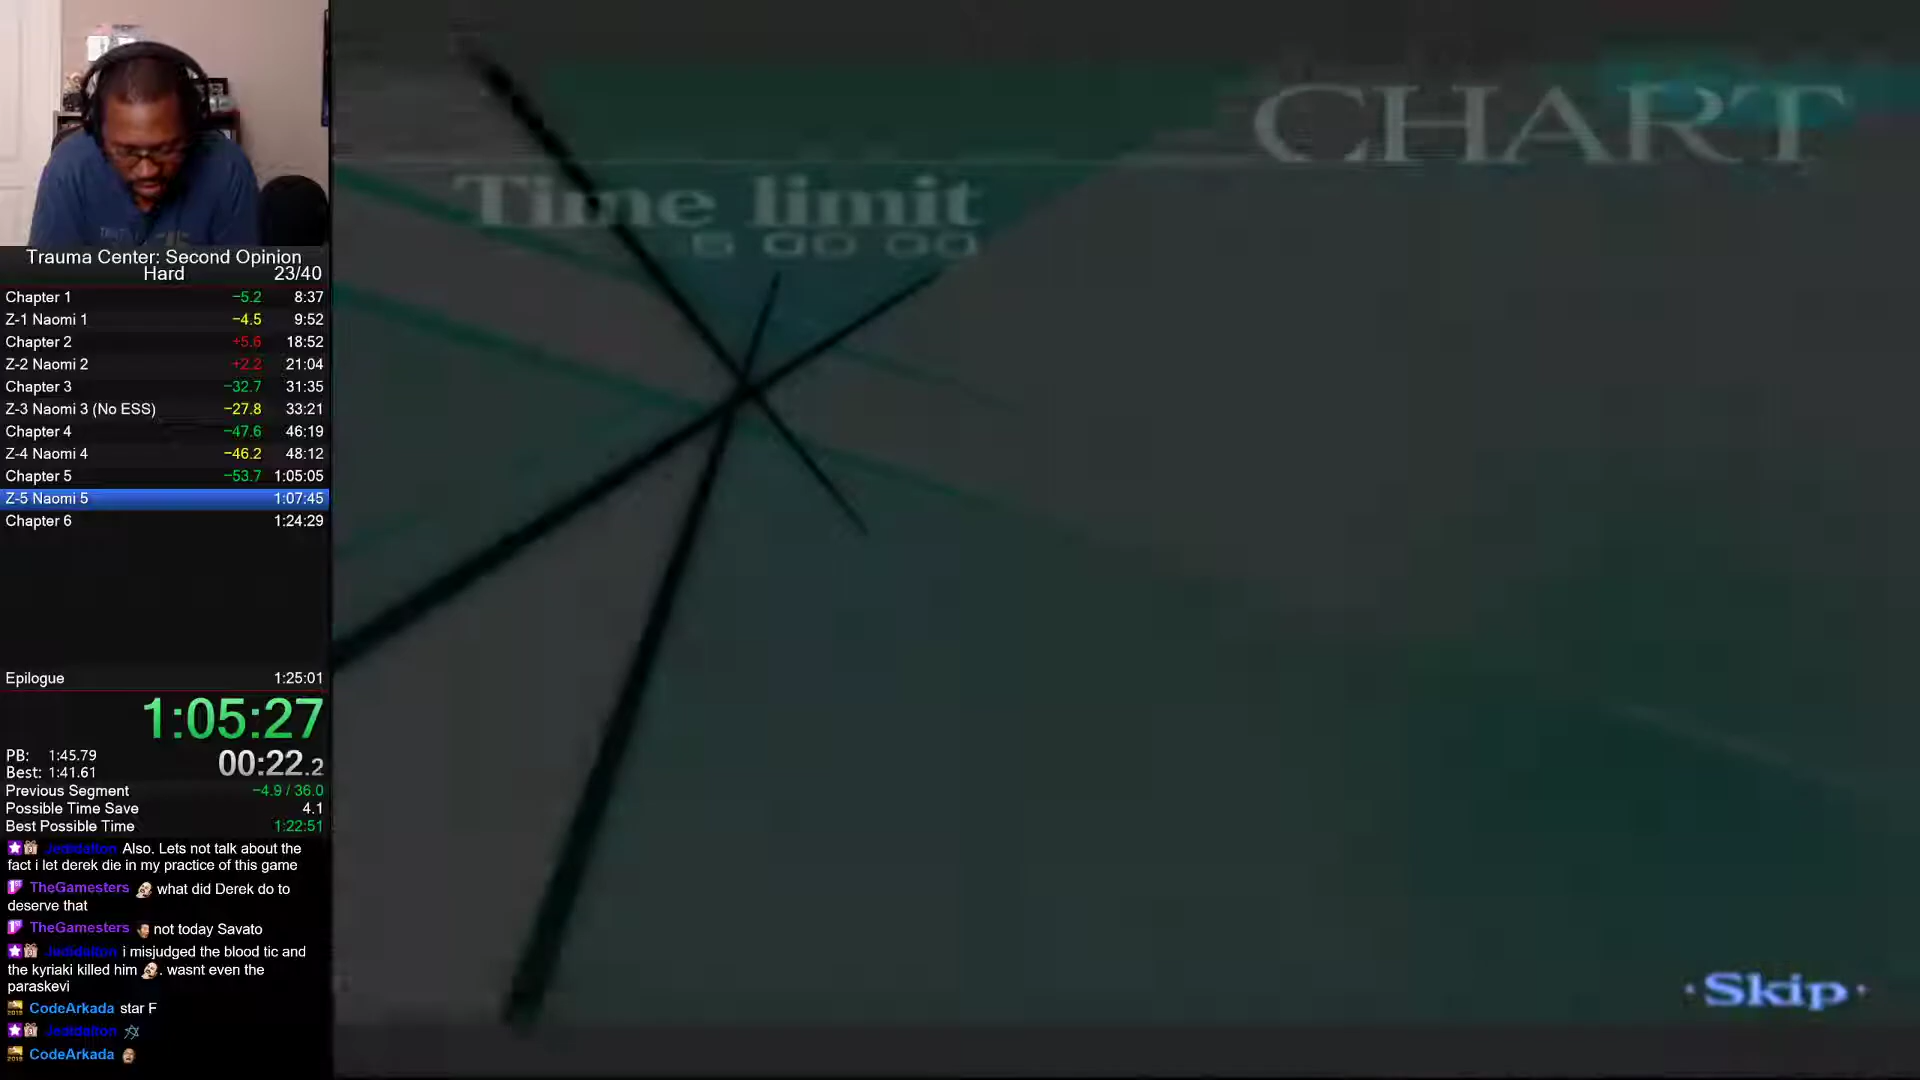 CHART
Time limit
5 00 00
Skip
Trauma Center: Second Opinion
Hard 23/40
Chapter 1 −5.2 8:37
Z-1 Naomi 1 −4.5 9:52
Chapter 2 +5.6 18:52
Z-2 Naomi 2 +2.2 21:04
Chapter 3 −32.7 31:35
Z-3 Naomi 3 (No ESS) −27.8 33:21
Chapter 4 −47.6 46:19
Z-4 Naomi 4 −46.2 48:12
Chapter 5 −53.7 1:05:05
Z-5 Naomi 5 1:07:45
Chapter 6 1:24:29
Epilogue 1:25:01
1:05:27
PB: 1:45.79
Best: 1:41.61
00:22.2
Previous Segment −4.9 / 36.0
Possible Time Save 4.1
Best Possible Time 1:22:51
Jedidalton Also. Lets not talk about the
fact i let derek die in my practice of this game
TheGamesters what did Derek do to
deserve that
TheGamesters not today Savato
Jedidalton i misjudged the blood tic and
the kyriaki killed him . wasnt even the
paraskevi
CodeArkada star F
Jedidalton
CodeArkada